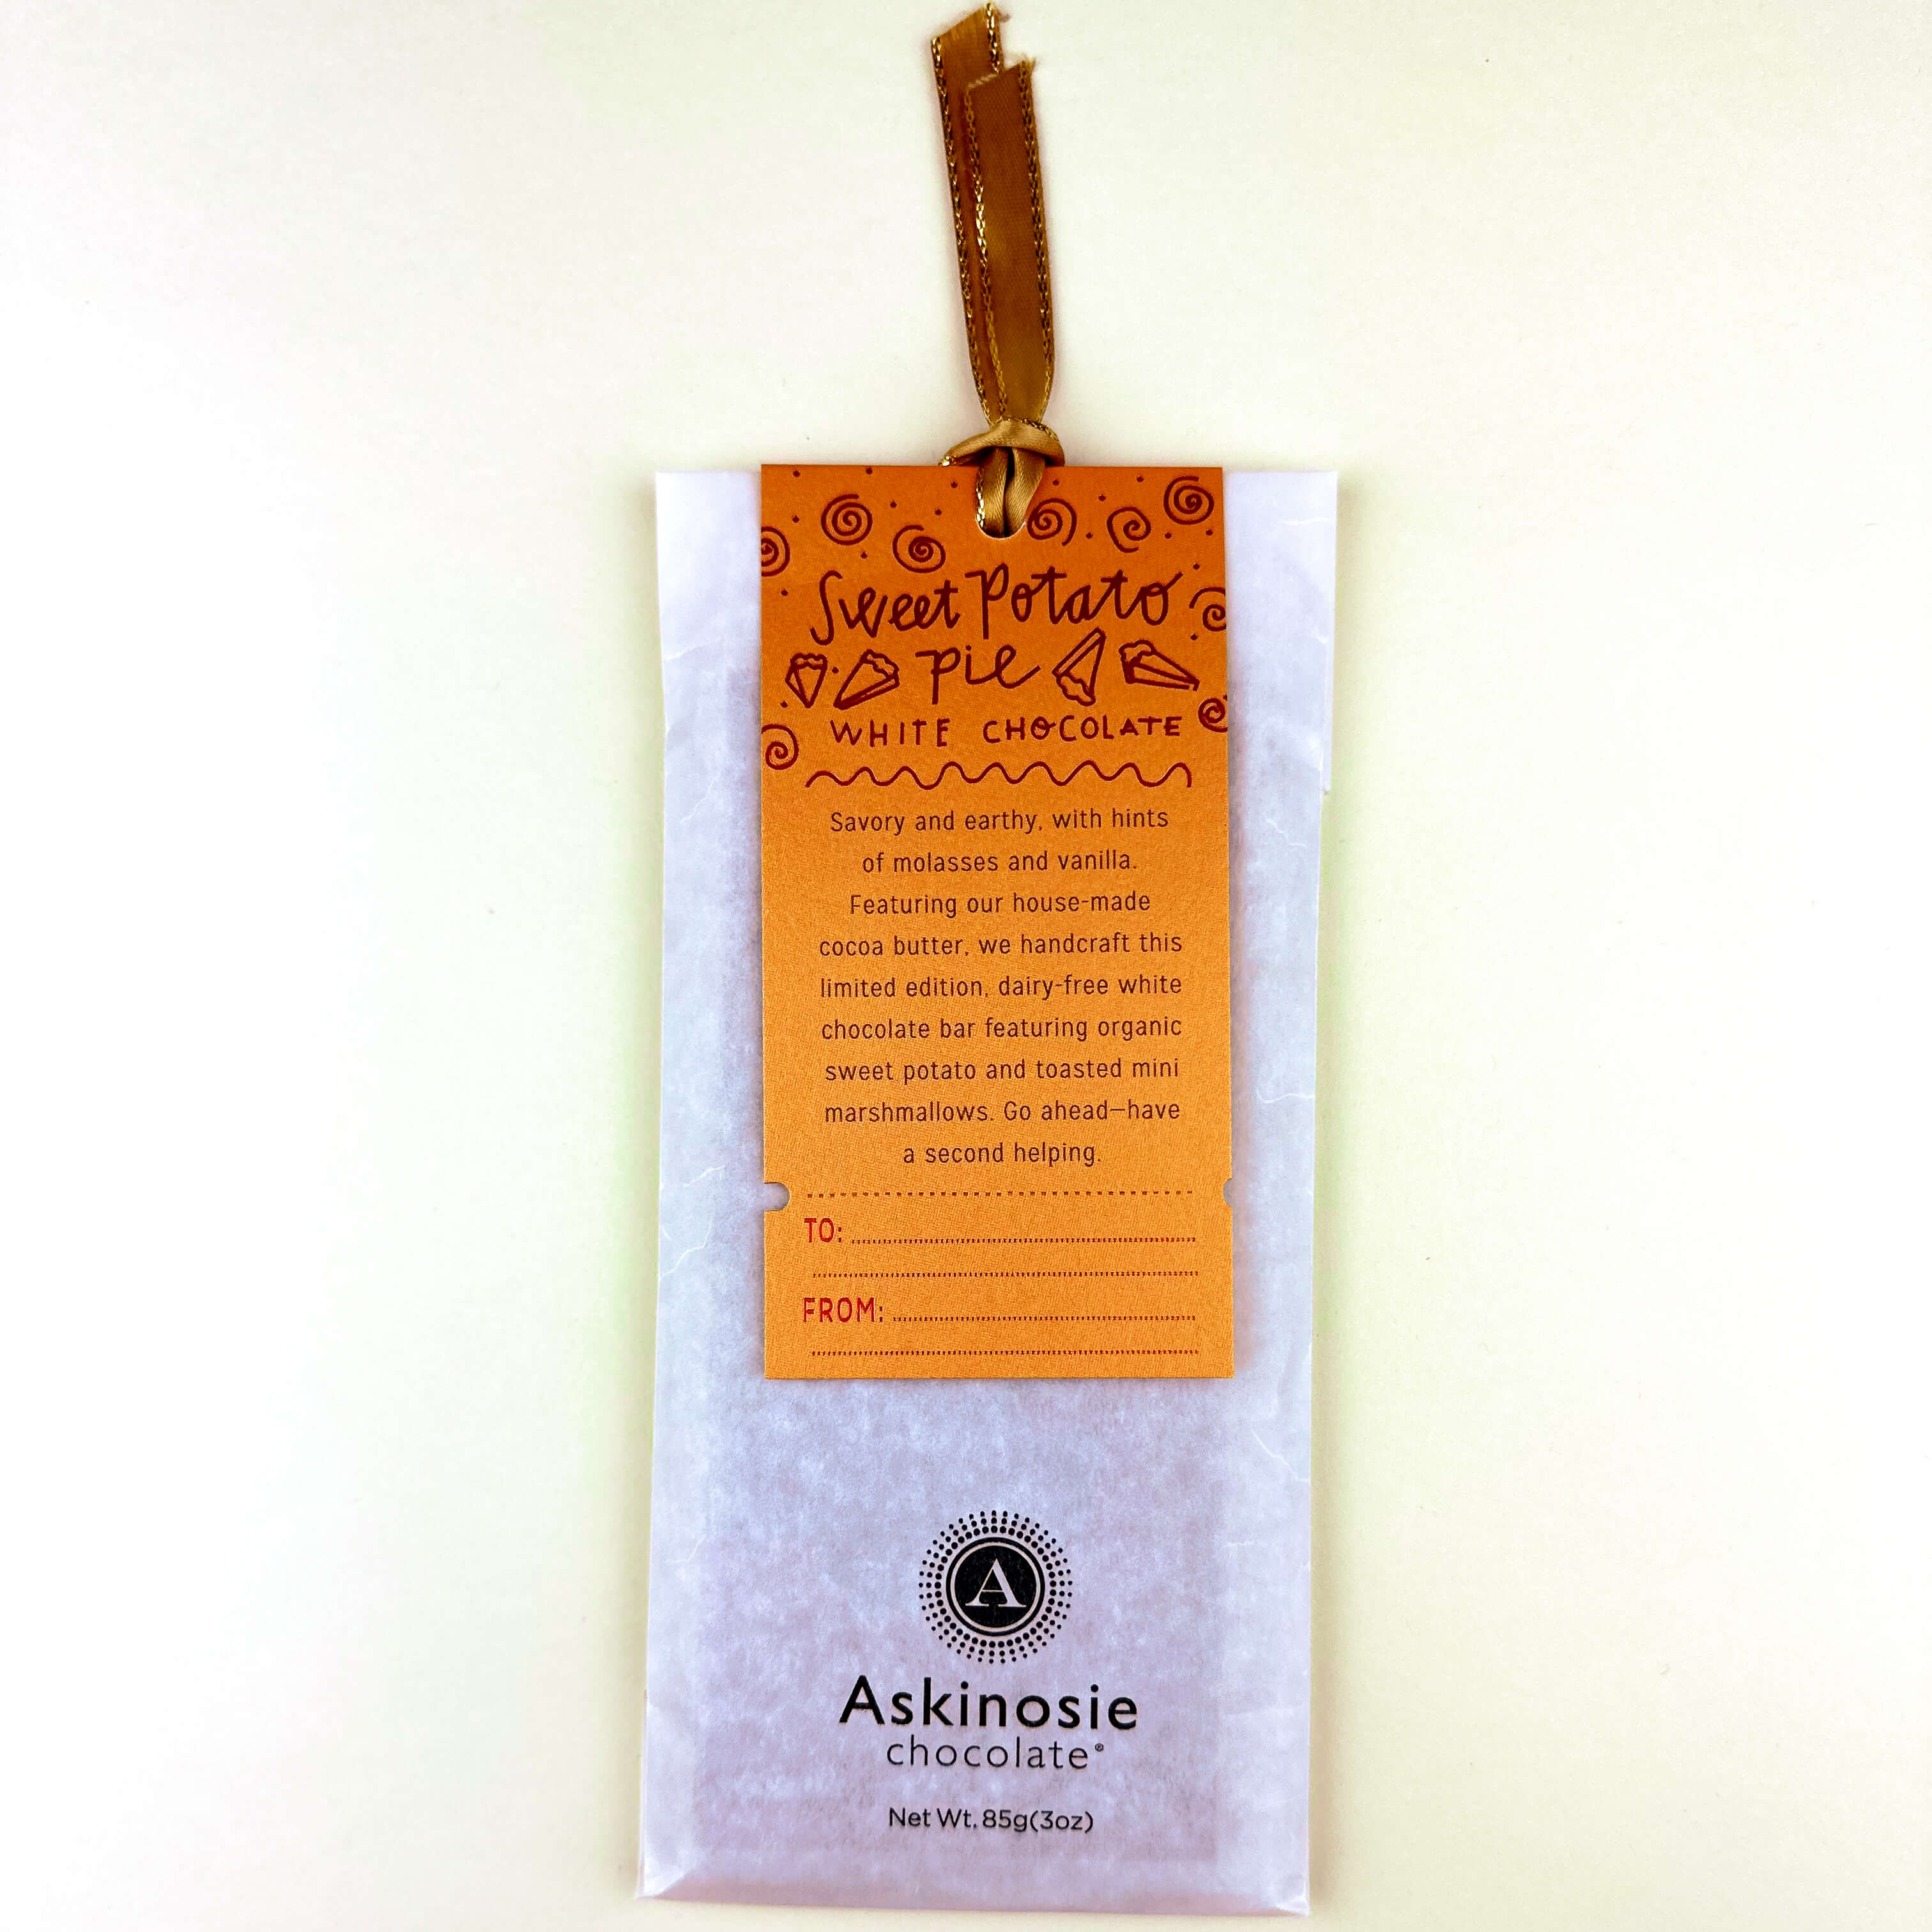 Sweet Potato
pie
WHITE CHOCOLATE
Savory and earthy, with hints
of molasses and vanilla.
Featuring our house-made
cocoa butter, we handcraft this
limited edition, dairy-free white
chocolate bar featuring organic
sweet potato and toasted mini
marshmallows. Go ahead—have
a second helping.
TO:
FROM:
A
Askinosie
chocolate®
Net Wt. 85g(3oz)